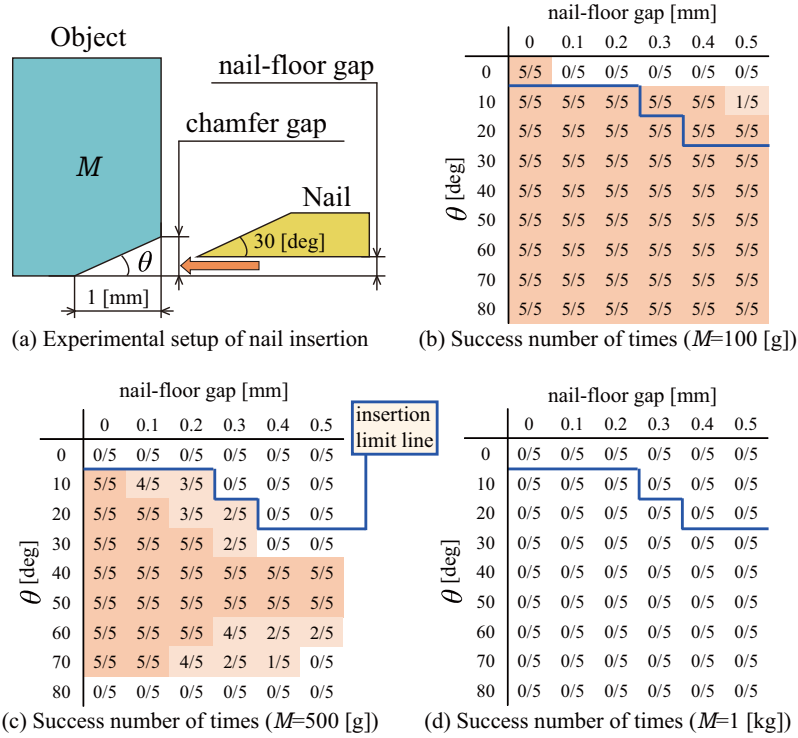 Object
nail-floor gap
chamfer gap
M
Nail
30 [deg]
θ
1 [mm]
(a) Experimental setup of nail insertion
nail-floor gap [mm]
0 0.1 0.2 0.3 0.4 0.5
θ [deg]
0 5/5 0/5 0/5 0/5 0/5 0/5
10 5/5 5/5 5/5 5/5 5/5 1/5
20 5/5 5/5 5/5 5/5 5/5 5/5
30 5/5 5/5 5/5 5/5 5/5 5/5
40 5/5 5/5 5/5 5/5 5/5 5/5
50 5/5 5/5 5/5 5/5 5/5 5/5
60 5/5 5/5 5/5 5/5 5/5 5/5
70 5/5 5/5 5/5 5/5 5/5 5/5
80 5/5 5/5 5/5 5/5 5/5 5/5
(b) Success number of times (M=100 [g])
nail-floor gap [mm]
0 0.1 0.2 0.3 0.4 0.5
θ [deg]
0 0/5 0/5 0/5 0/5 0/5 0/5
10 5/5 4/5 3/5 0/5 0/5 0/5
20 5/5 5/5 3/5 2/5 0/5 0/5
30 5/5 5/5 5/5 2/5 0/5 0/5
40 5/5 5/5 5/5 5/5 5/5 5/5
50 5/5 5/5 5/5 5/5 5/5 5/5
60 5/5 5/5 5/5 4/5 2/5 2/5
70 5/5 5/5 4/5 2/5 1/5 0/5
80 0/5 0/5 0/5 0/5 0/5 0/5
(c) Success number of times (M=500 [g])
insertion
limit line
nail-floor gap [mm]
0 0.1 0.2 0.3 0.4 0.5
θ [deg]
0 0/5 0/5 0/5 0/5 0/5 0/5
10 0/5 0/5 0/5 0/5 0/5 0/5
20 0/5 0/5 0/5 0/5 0/5 0/5
30 0/5 0/5 0/5 0/5 0/5 0/5
40 0/5 0/5 0/5 0/5 0/5 0/5
50 0/5 0/5 0/5 0/5 0/5 0/5
60 0/5 0/5 0/5 0/5 0/5 0/5
70 0/5 0/5 0/5 0/5 0/5 0/5
80 0/5 0/5 0/5 0/5 0/5 0/5
(d) Success number of times (M=1 [kg])